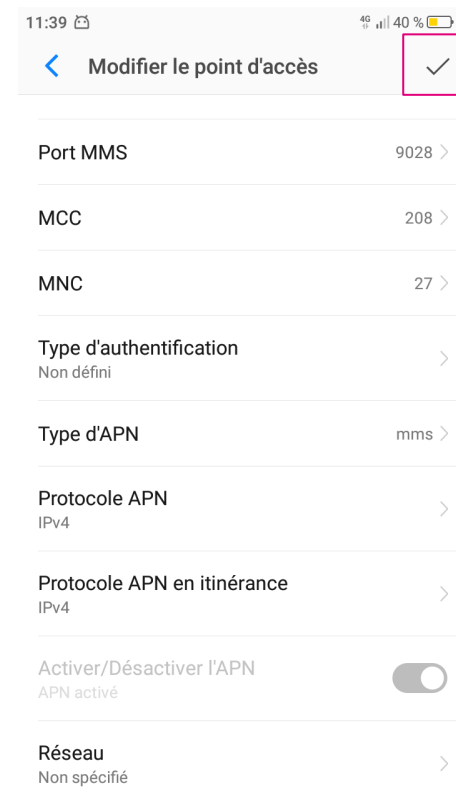 11:39 4G 40 %
Modifier le point d'accès
Port MMS 9028
MCC 208
MNC 27
Type d'authentification
Non défini
Type d'APN mms
Protocole APN
IPv4
Protocole APN en itinérance
IPv4
Activer/Désactiver l'APN
APN activé
Réseau
Non spécifié